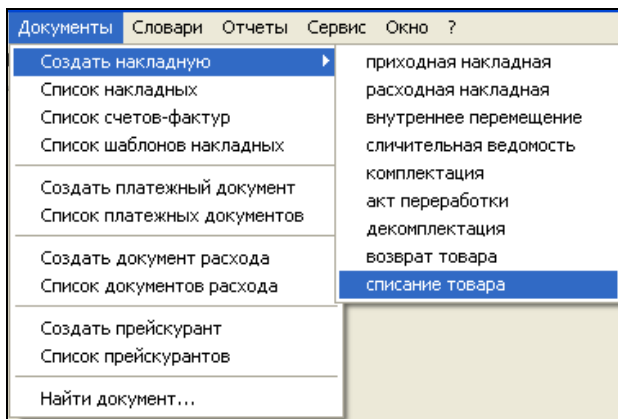 Документы Словари Отчеты Сервис Окно ?
Создать накладную
Список накладных
Список счетов-фактур
Список шаблонов накладных
Создать платежный документ
Список платежных документов
Создать документ расхода
Список документов расхода
Создать прейскурант
Список прейскурантов
Найти документ...
приходная накладная
расходная накладная
внутреннее перемещение
сличительная ведомость
комплектация
акт переработки
декомплектация
возврат товара
списание товара